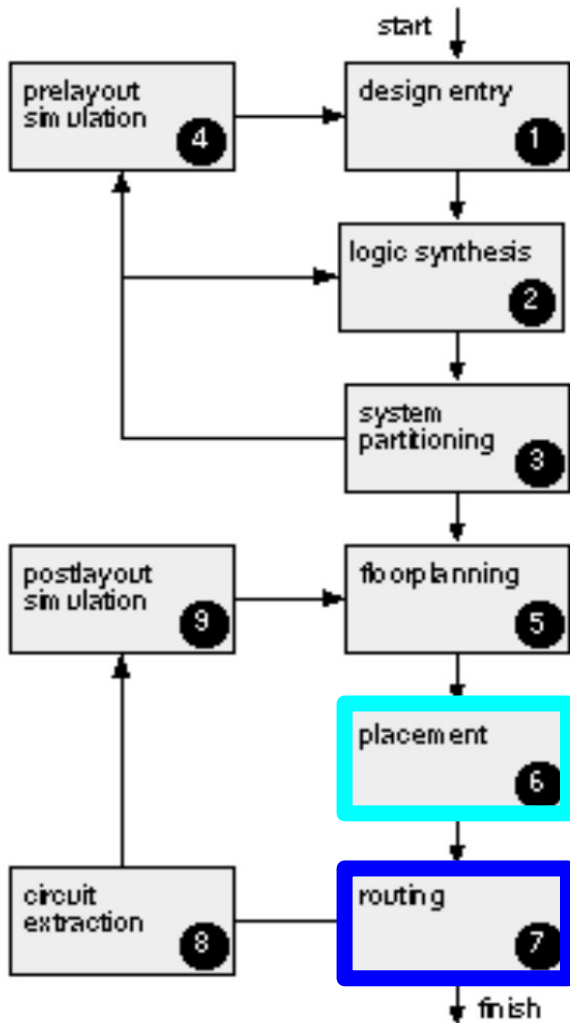 start
prelayout
simulation
4
design entry
1
logic synthesis
2
system
partitioning
3
postlayout
simulation
9
floorplanning
5
placement
6
circuit
extraction
8
routing
7
finish